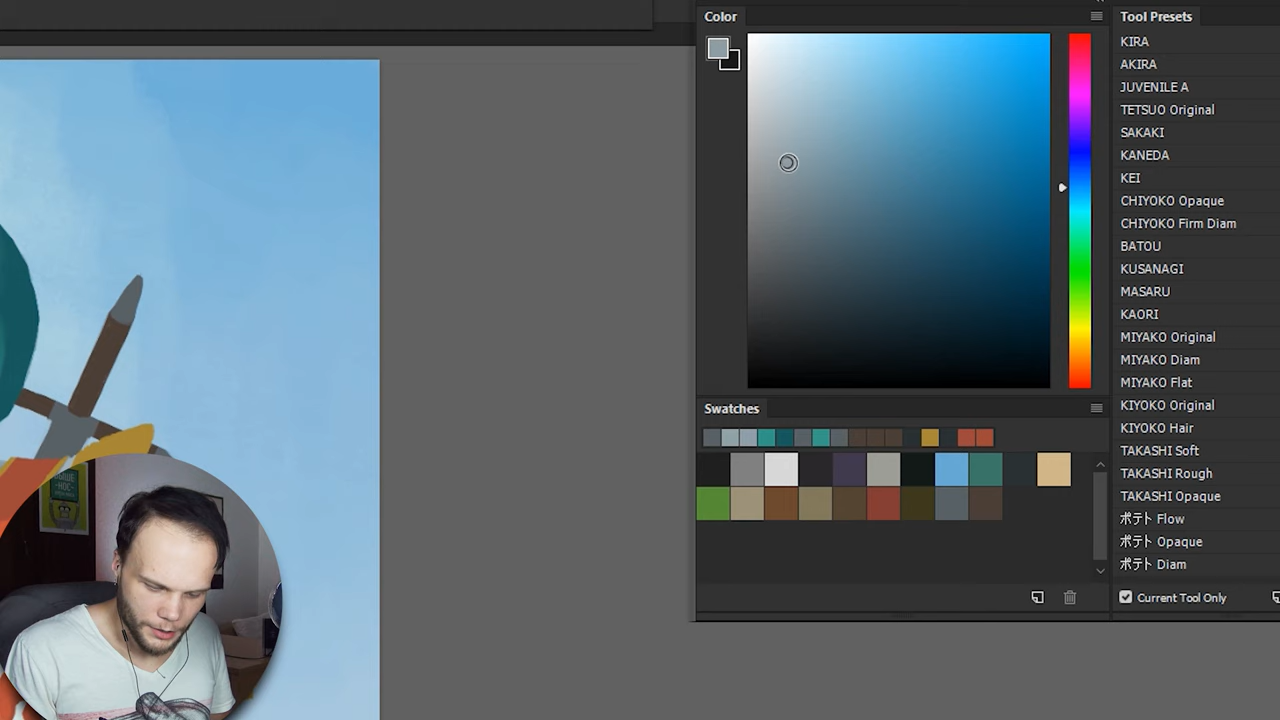 Color
Tool Presets
KIRA
AKIRA
JUVENILE A
TETSUO Original
SAKAKI
KANEDA
KEI
CHIYOKO Opaque
CHIYOKO Firm Diam
BATOU
KUSANAGI
MASARU
KAORI
MIYAKO Original
MIYAKO Diam
MIYAKO Flat
KIYOKO Original
KIYOKO Hair
TAKASHI Soft
TAKASHI Rough
TAKASHI Opaque
ポテト Flow
ポテト Opaque
ポテト Diam
Current Tool Only
Swatches
ВЫШЕ
-НОС-